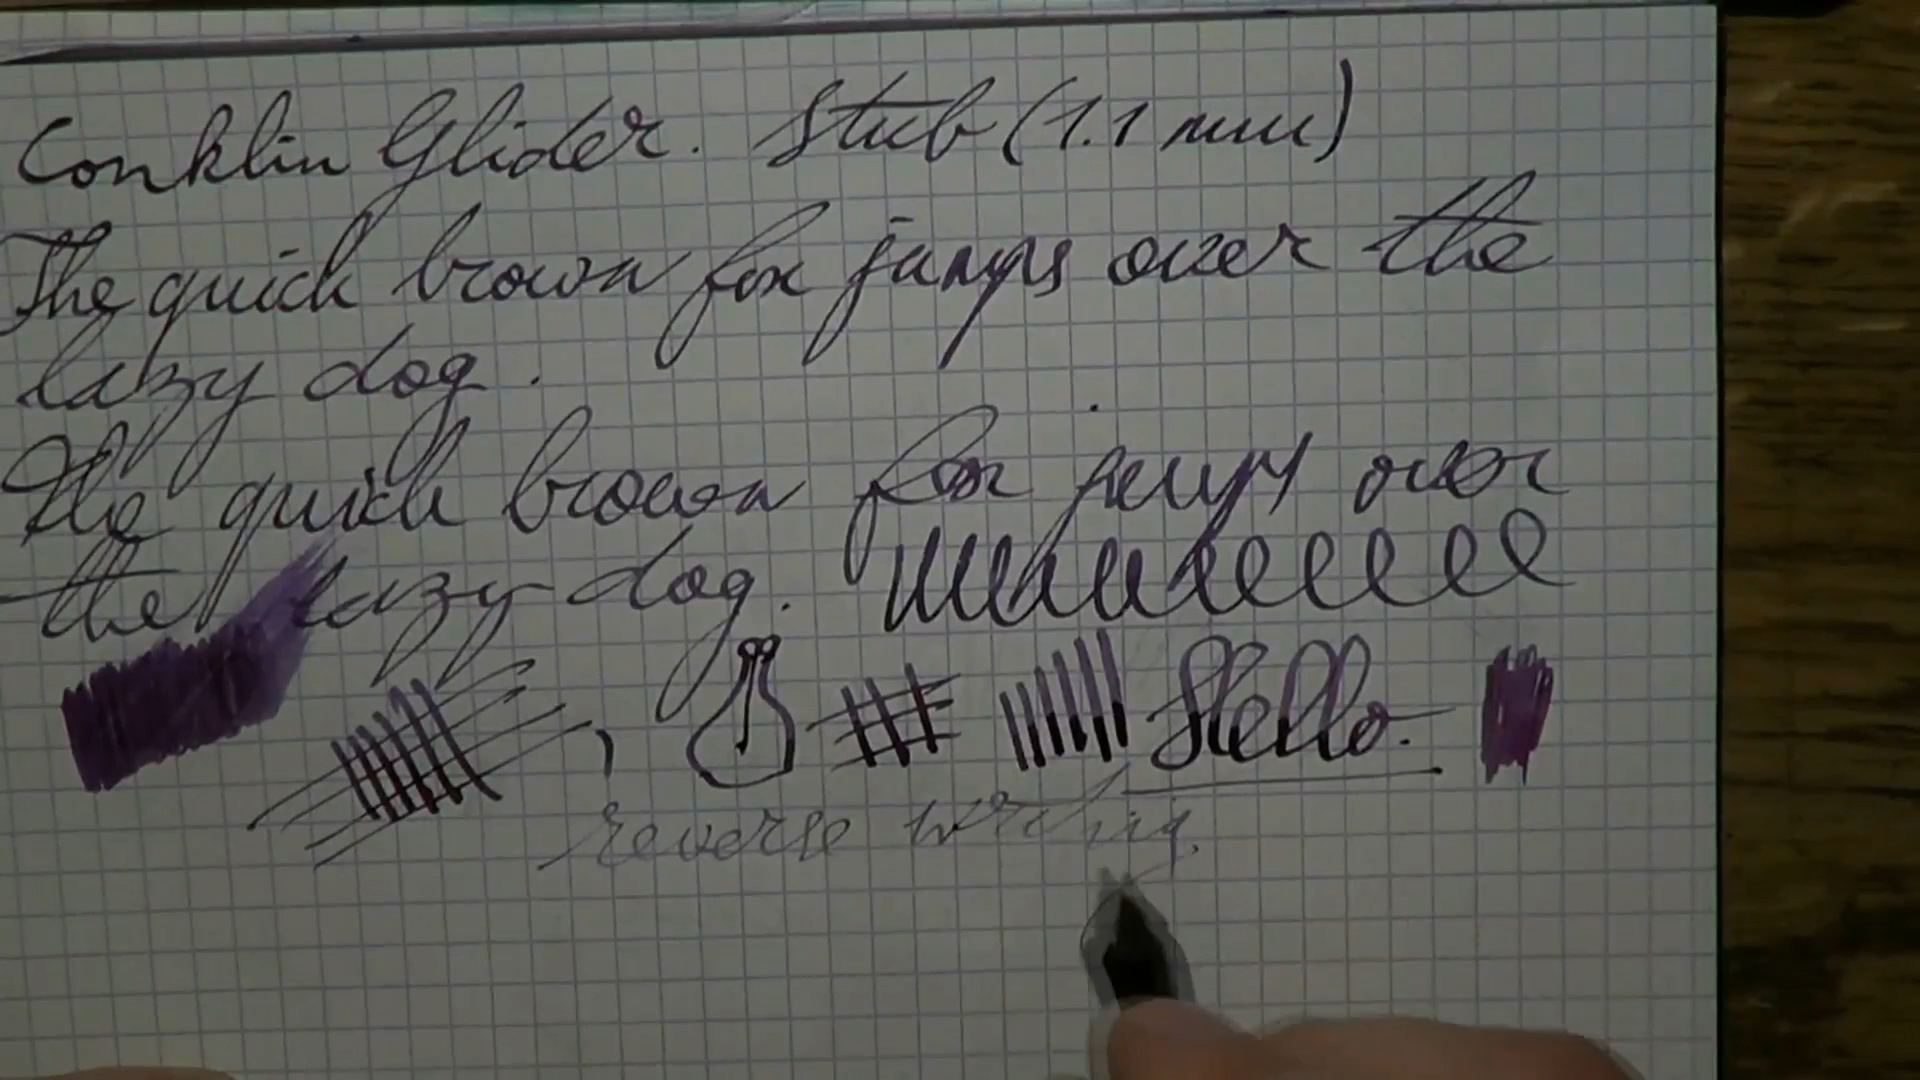 Conklin Glider. Stub (1.1 mm)
The quick brown fox jumps over the
lazy dog.
The quick brown fox jumps over
the lazy dog.
Hello.
reverse writing.